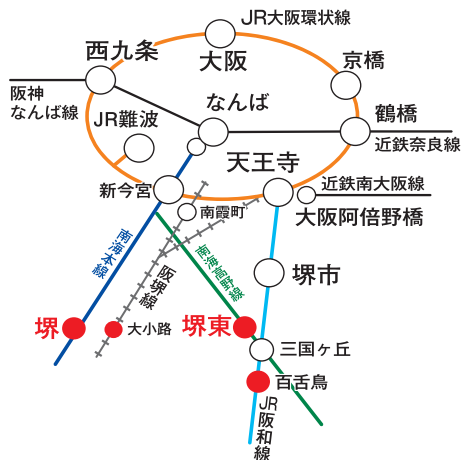 JR大阪環状線
西九条
大阪
京橋
阪神
なんば線
なんば
鶴橋
JR難波
近鉄奈良線
天王寺
新今宮
近鉄南大阪線
南霞町
大阪阿倍野橋
南海本線
阪堺線
南海高野線
堺市
堺
大小路
堺東
三国ヶ丘
百舌鳥
JR阪和線